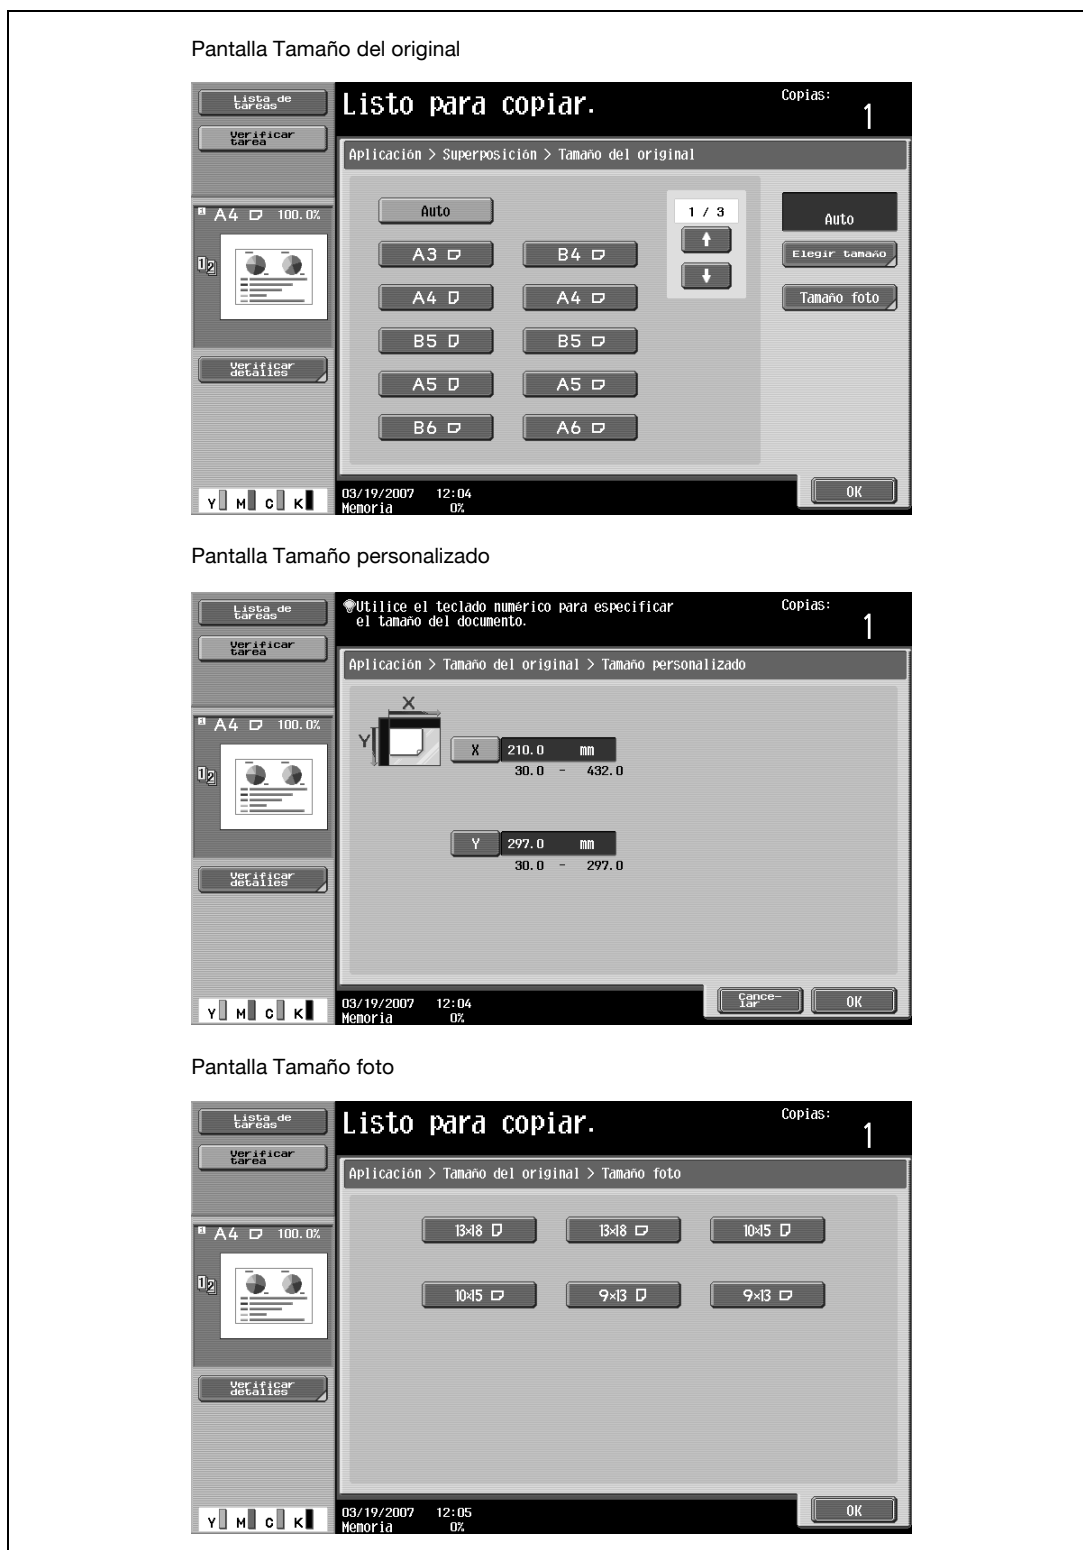 Pantalla Tamaño del original
Lista de
tareas
Listo para copiar.
Copias:
1
Verificar
tarea
Aplicación > Superposición > Tamaño del original
A4 100.0%
Auto
1 / 3
Auto
A3
B4
Elegir tamaño
A4
A4
Tamaño foto
B5
B5
Verificar
detalles
A5
A5
B6
A6
OK
Y M C K
03/19/2007 12:04
Memoria 0%
Pantalla Tamaño personalizado
Lista de
tareas
Utilice el teclado numérico para especificar
el tamaño del documento.
Copias:
1
Verificar
tarea
Aplicación > Tamaño del original > Tamaño personalizado
A4 100.0%
X
Y
X 210.0 mm
30.0 - 432.0
Y 297.0 mm
30.0 - 297.0
Verificar
detalles
Cance-
lar
OK
Y M C K
03/19/2007 12:04
Memoria 0%
Pantalla Tamaño foto
Lista de
tareas
Listo para copiar.
Copias:
1
Verificar
tarea
Aplicación > Tamaño del original > Tamaño foto
A4 100.0%
13×18
13×18
10×15
10×15
9×13
9×13
Verificar
detalles
OK
Y M C K
03/19/2007 12:05
Memoria 0%